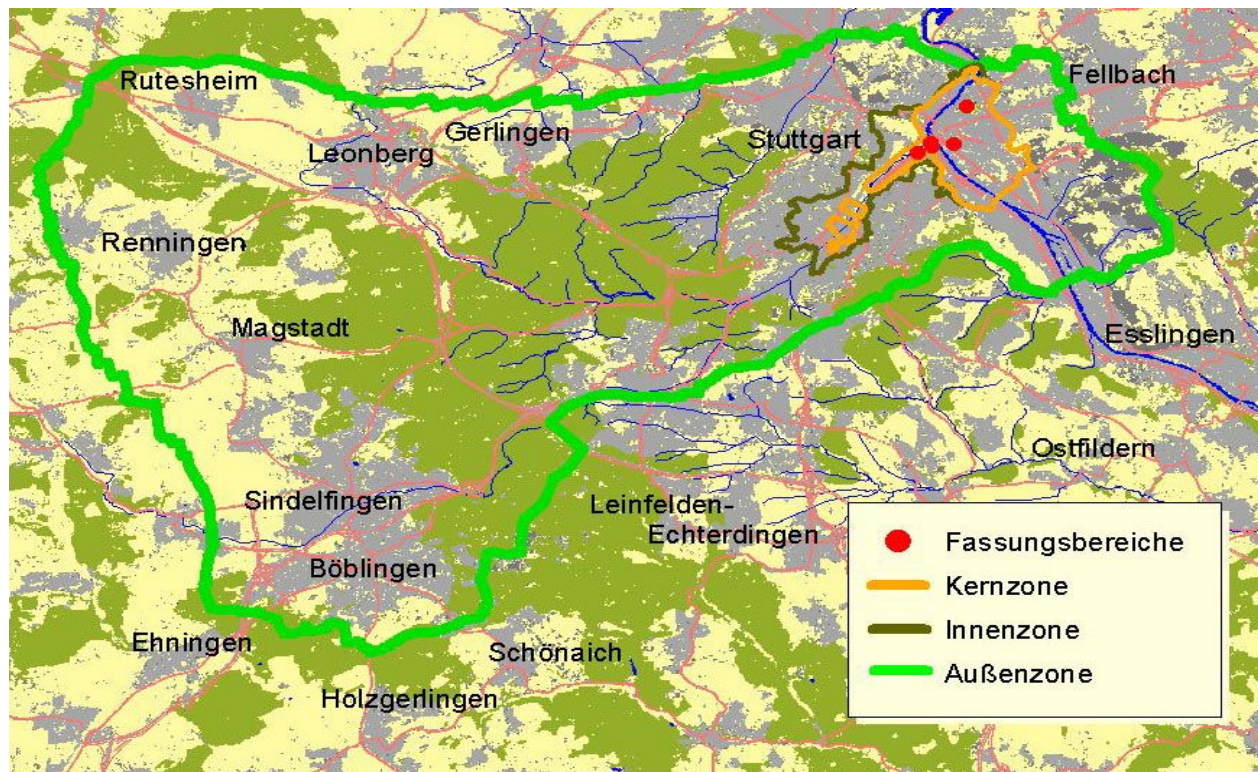 Rutesheim
Fellbach
Gerlingen
Stuttgart
Leonberg
Renningen
Magstadt
Esslingen
Ostfildern
Sindelfingen
Leinfelden-
Echterdingen
Böblingen
Ehningen
Schönaich
Holzgerlingen
Fassungsbereiche
Kernzone
Innenzone
Außenzone